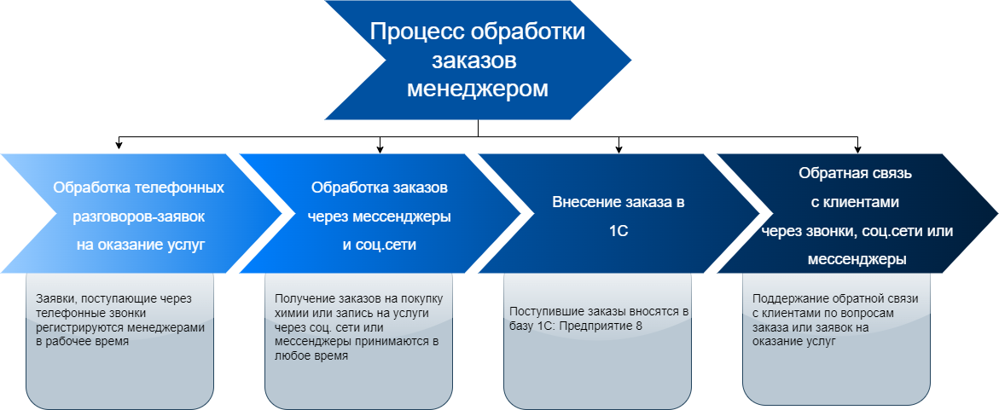 Процесс обработки
заказов
менеджером
Обработка телефонных
разговоров-заявок
на оказание услуг
Обработка заказов
через мессенджеры
и соц.сети
Внесение заказа в
1С
Обратная связь
с клиентами
через звонки, соц.сети или
мессенджеры
Заявки, поступающие через
телефонные звонки
регистрируются менеджерами
в рабочее время
Получение заказов на покупку
химии или запись на услуги
через соц. сети или
мессенджеры принимаются в
любое время
Поступившие заказы вносятся в
базу 1С: Предприятие 8
Поддержание обратной связи
с клиентами по вопросам
заказа или заявок на
оказание услуг